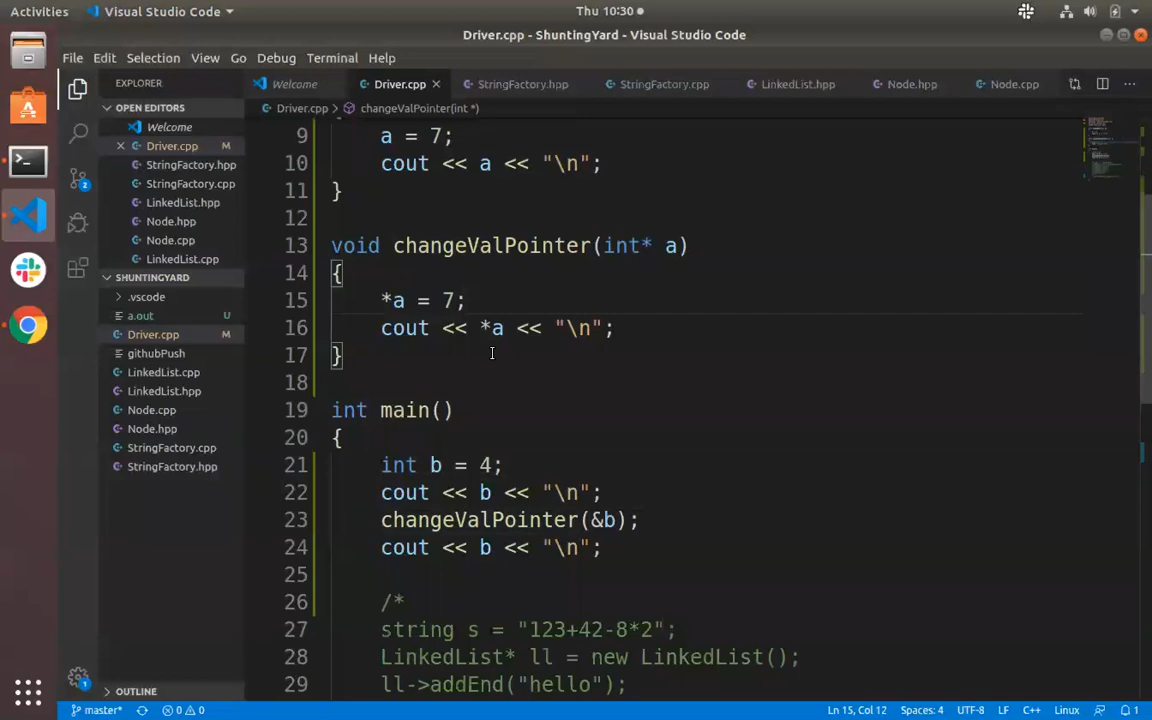 Activities Visual Studio Code Thu 10:30
Driver.cpp - ShuntingYard - Visual Studio Code
File Edit Selection View Go Debug Terminal Help
EXPLORER
Welcome Driver.cpp StringFactory.hpp StringFactory.cpp LinkedList.hpp Node.hpp Node.cpp
OPEN EDITORS
Welcome
Driver.cpp M
StringFactory.hpp
StringFactory.cpp
LinkedList.hpp
Node.hpp
Node.cpp
LinkedList.cpp
SHUNTINGYARD
.vscode
a.out U
Driver.cpp M
githubPush
LinkedList.cpp
LinkedList.hpp
Node.cpp
Node.hpp
StringFactory.cpp
StringFactory.hpp
OUTLINE
2
1
Driver.cpp > changeValPointer(int *)
9 a = 7;
10 cout << a << "\n";
11 }
12
13 void changeValPointer(int* a)
14 {
15 *a = 7;
16 cout << *a << "\n";
17 }
18
19 int main()
20 {
21 int b = 4;
22 cout << b << "\n";
23 changeValPointer(&b);
24 cout << b << "\n";
25
26 /*
27 string s = "123+42-8*2";
28 LinkedList* ll = new LinkedList();
29 ll->addEnd("hello");
master* 0 0 Ln 15, Col 12 Spaces: 4 UTF-8 LF C++ Linux 1